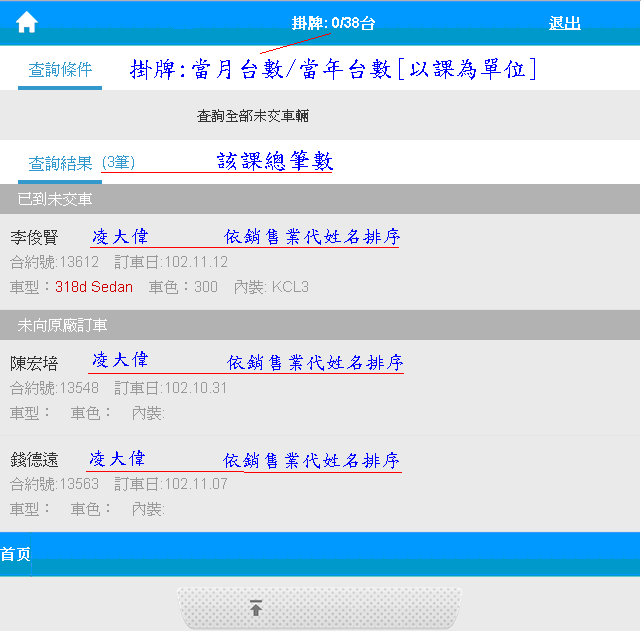 掛牌: 0/38台
退出
查詢條件
掛牌:當月台數/當年台數[以課為單位]
查詢全部未交車輛
查詢結果 (3筆) 該課總筆數
已到未交車
李俊賢 凌大偉 依銷售業代姓名排序
合約號:13612 訂車日:102.11.12
車型：318d Sedan 車色：300 內裝: KCL3
未向原廠訂車
陳宏培 凌大偉 依銷售業代姓名排序
合約號:13548 訂車日:102.10.31
車型： 車色： 內裝:
錢德遠 凌大偉 依銷售業代姓名排序
合約號:13563 訂車日:102.11.07
車型： 車色： 內裝:
首页